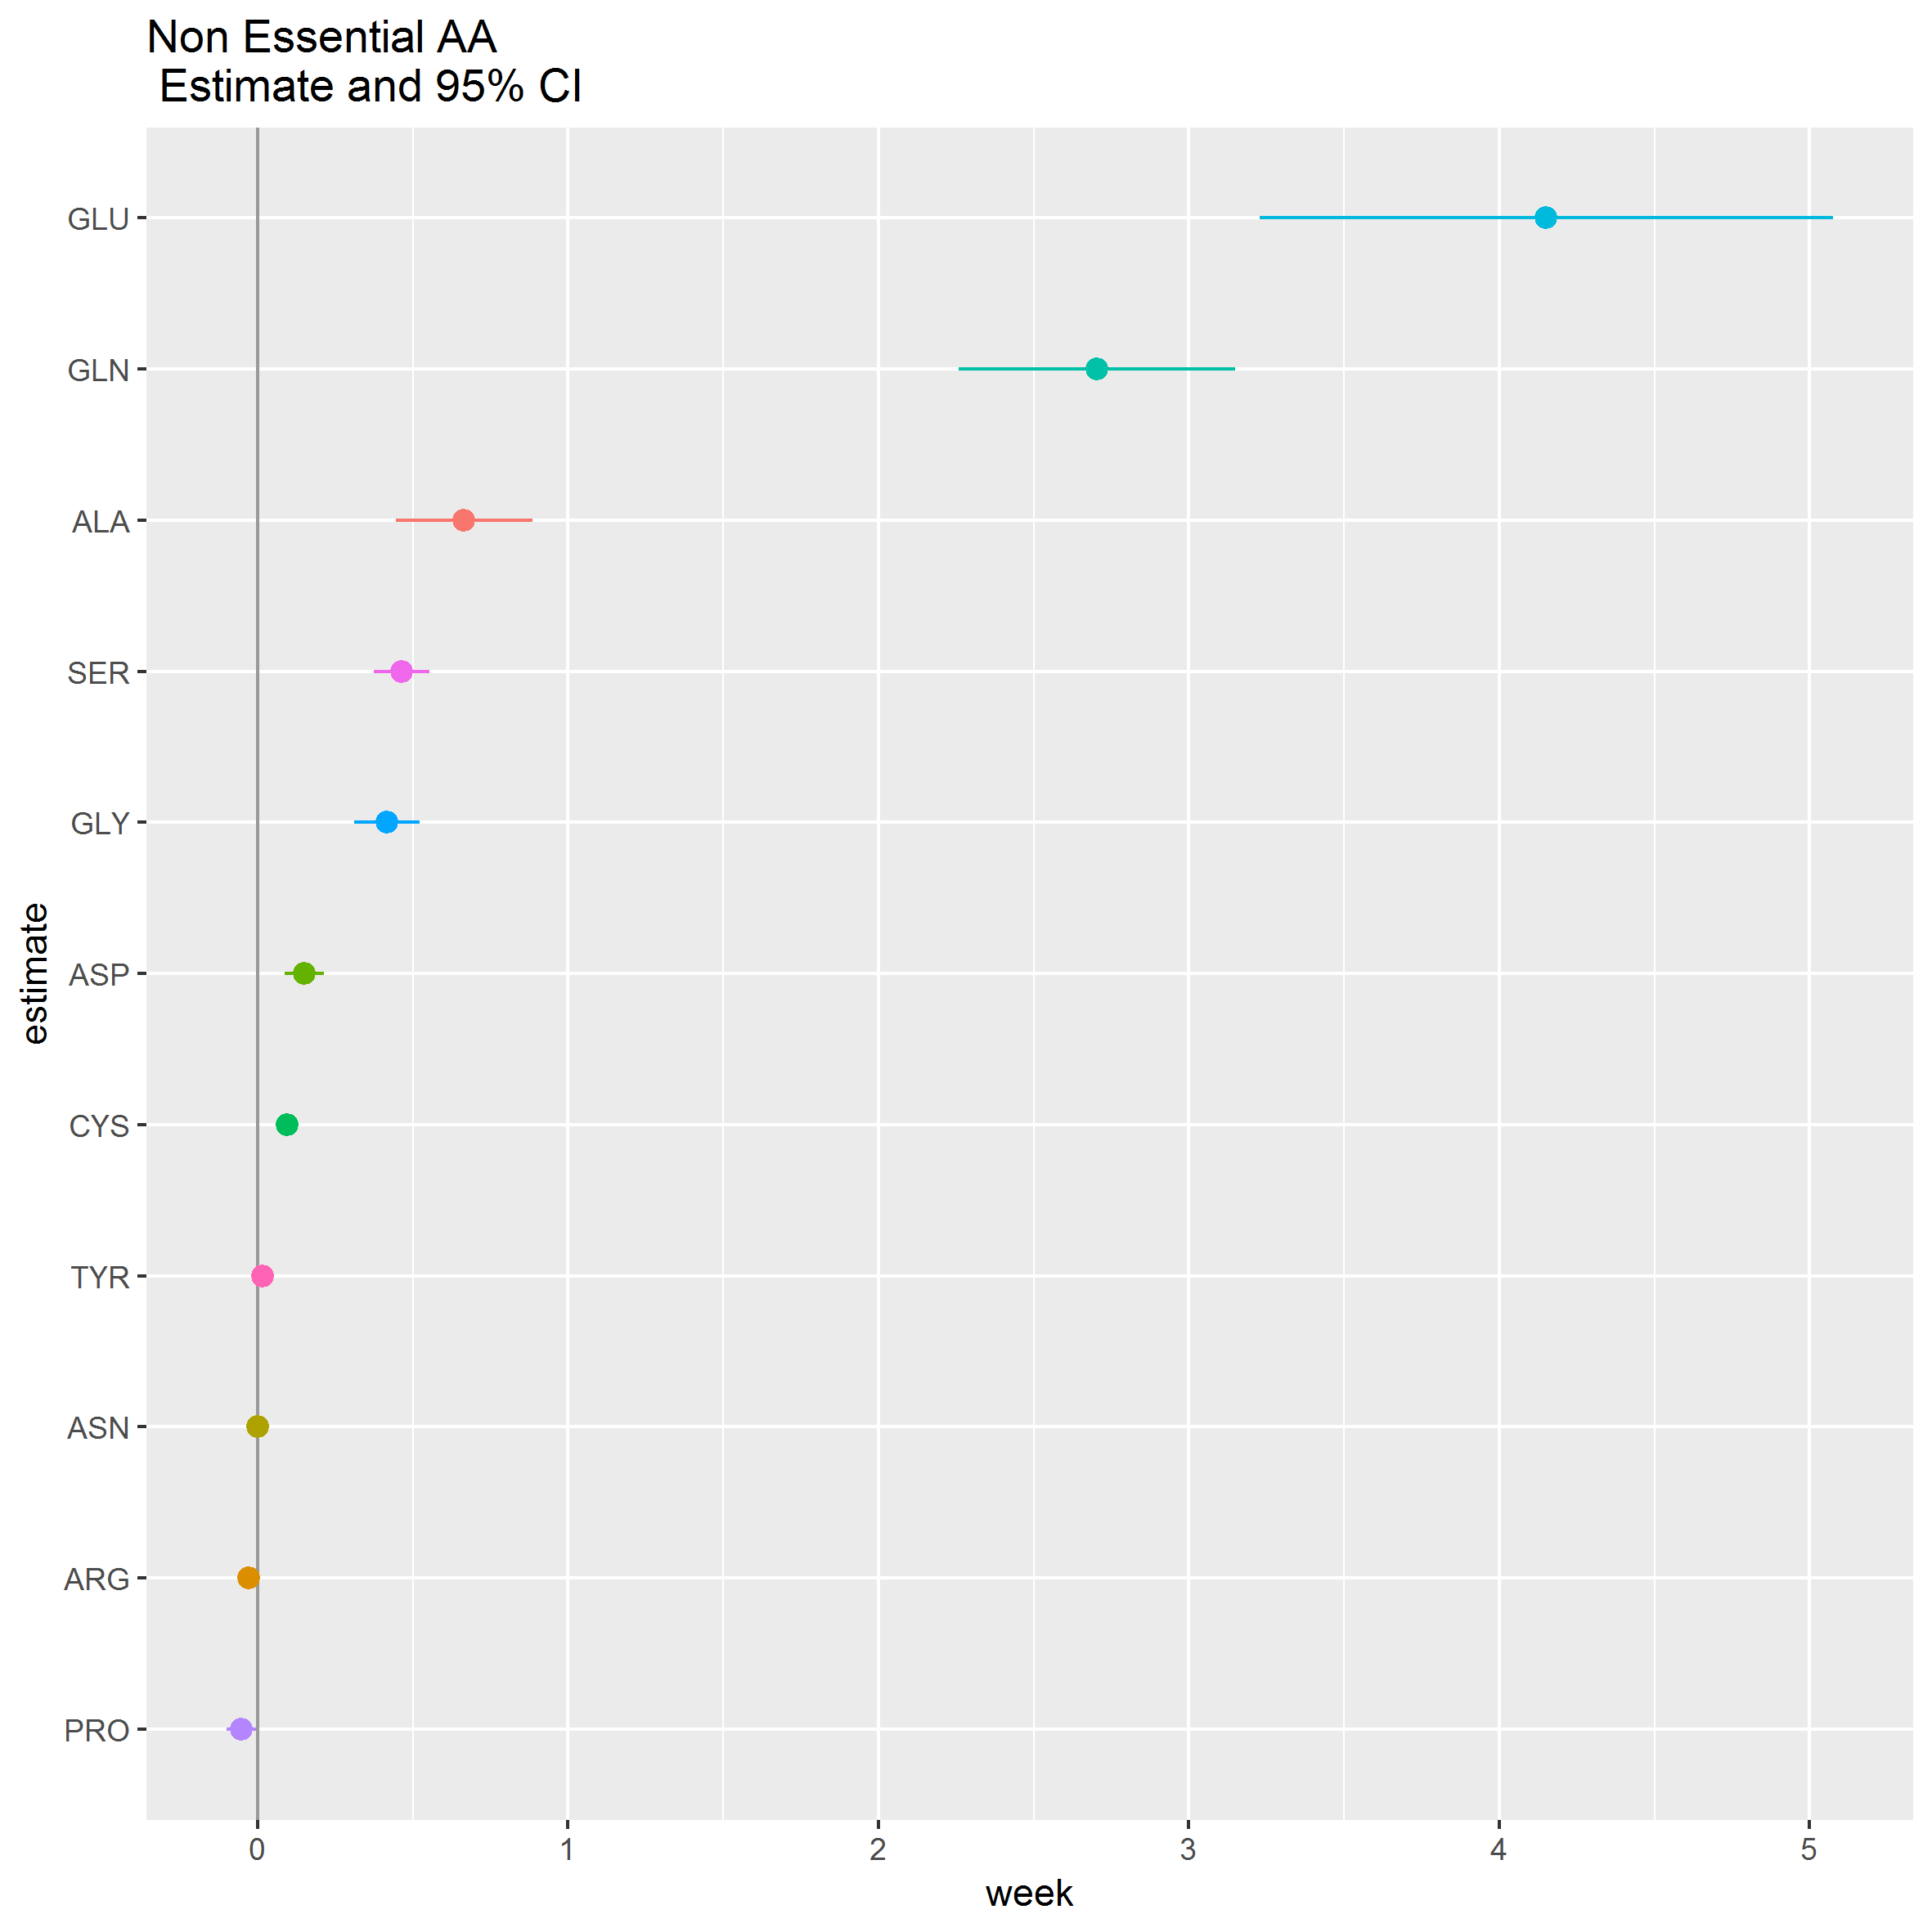 Non Essential AA
Estimate and 95% CI
GLU
GLN
ALA
SER
GLY
ASP
CYS
TYR
ASN
ARG
PRO
estimate
0 1 2 3 4 5
week